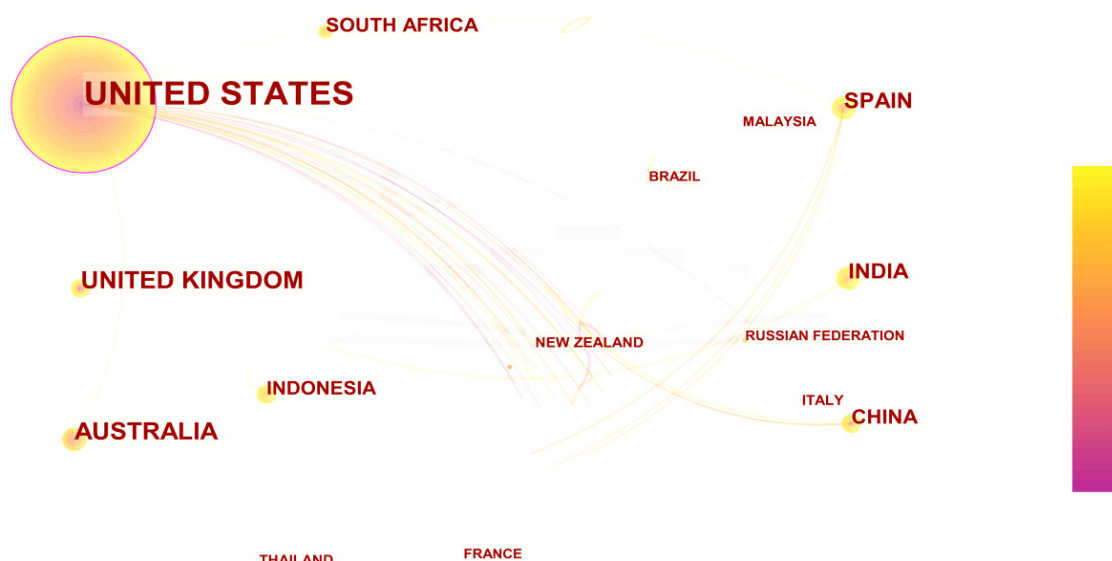 SOUTH AFRICA
UNITED STATES
SPAIN
MALAYSIA
BRAZIL
UNITED KINGDOM
INDIA
NEW ZEALAND
RUSSIAN FEDERATION
INDONESIA
ITALY
AUSTRALIA
CHINA
THAILAND
FRANCE